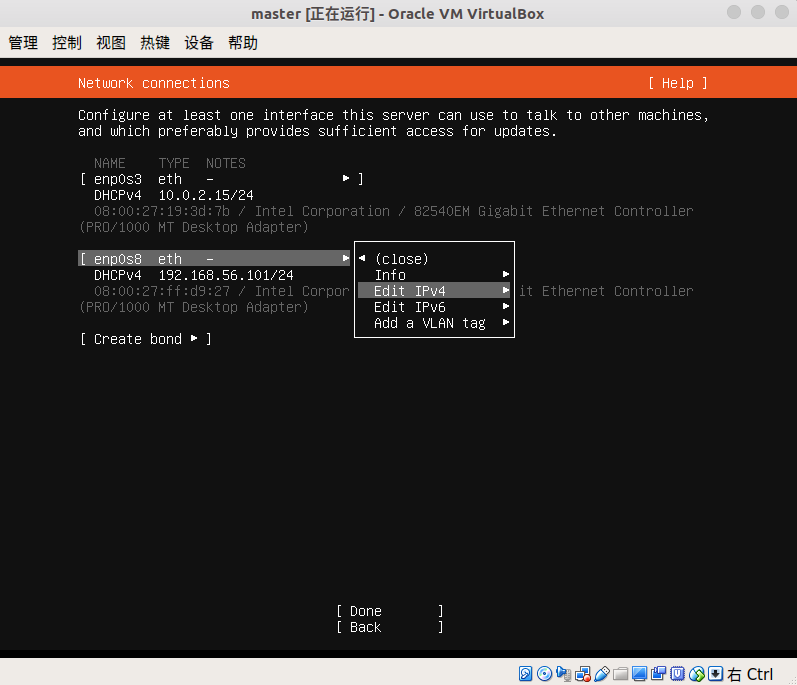 master [正在运行] - Oracle VM VirtualBox
管理 控制 视图 热键 设备 帮助
Network connections [ Help ]
Configure at least one interface this server can use to talk to other machines,
and which preferably provides sufficient access for updates.
NAME TYPE NOTES
[ enp0s3 eth - ▸ ]
DHCPv4 10.0.2.15/24
08:00:27:19:3d:7b / Intel Corporation / 82540EM Gigabit Ethernet Controller
(PRO/1000 MT Desktop Adapter)
[ enp0s8 eth - ▸ ◂ (close)
DHCPv4 192.168.56.101/24 Info ▸
08:00:27:ff:d9:27 / Intel Corpor Edit IPv4 ▸ it Ethernet Controller
(PRO/1000 MT Desktop Adapter) Edit IPv6 ▸
Add a VLAN tag ▸
[ Create bond ▸ ]
[ Done ]
[ Back ]
右 Ctrl